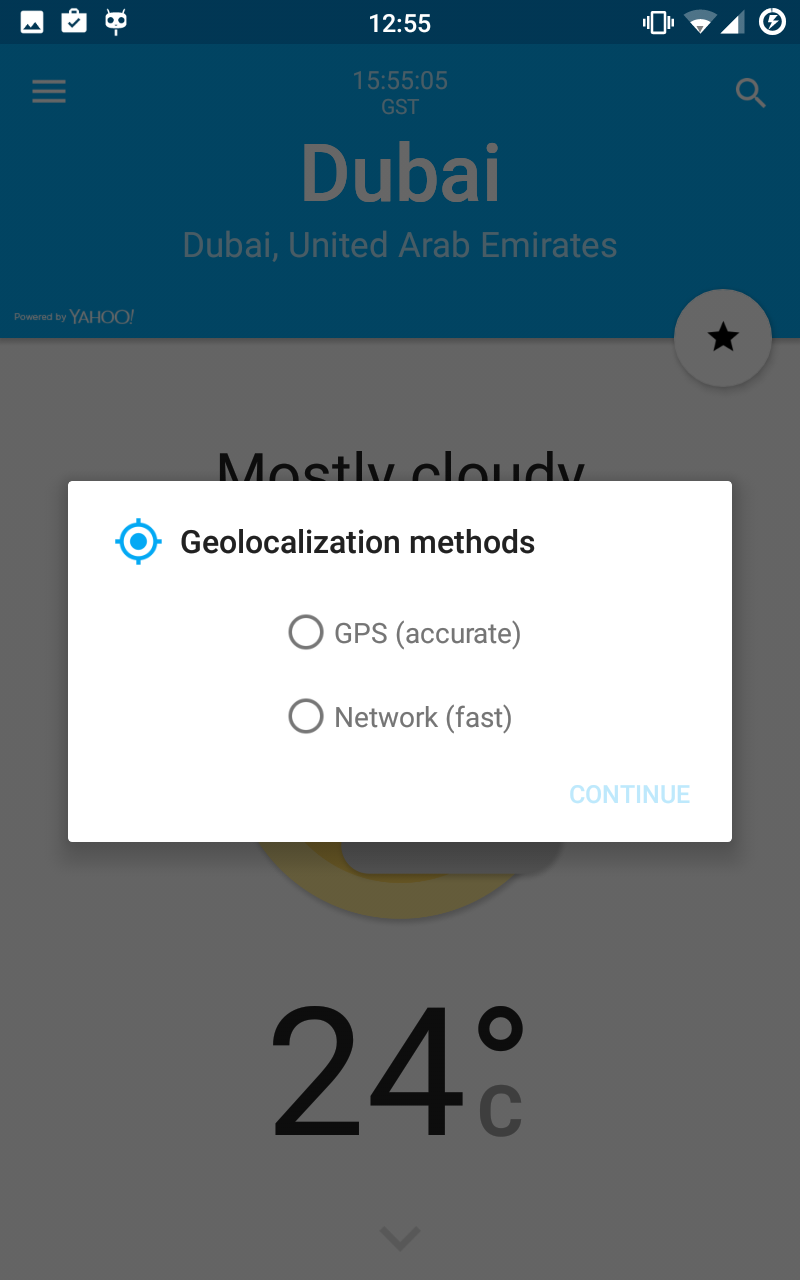 12:55
15:55:05
GST
Dubai
Dubai, United Arab Emirates
Powered by YAHOO!
Mostly cloudy
Geolocalization methods
GPS (accurate)
Network (fast)
CONTINUE
24°
C